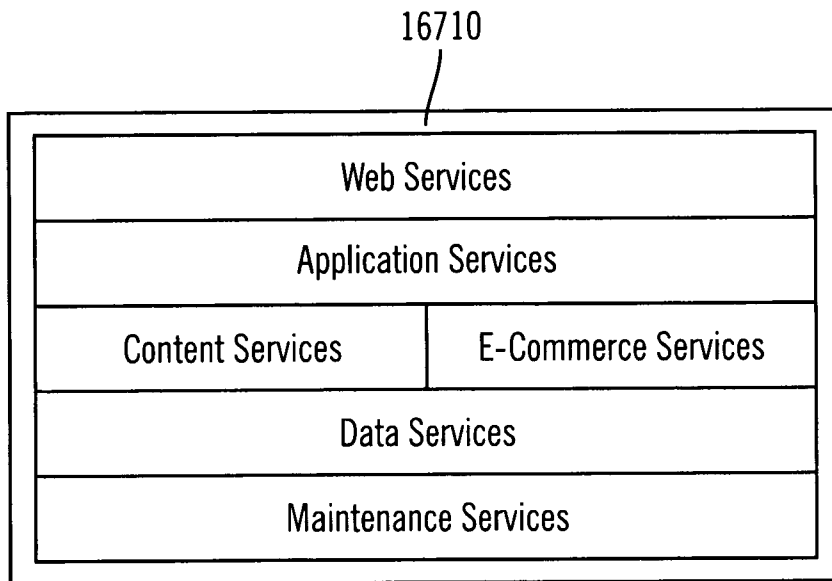 16710
Web Services
Application Services
Content Services
E-Commerce Services
Data Services
Maintenance Services